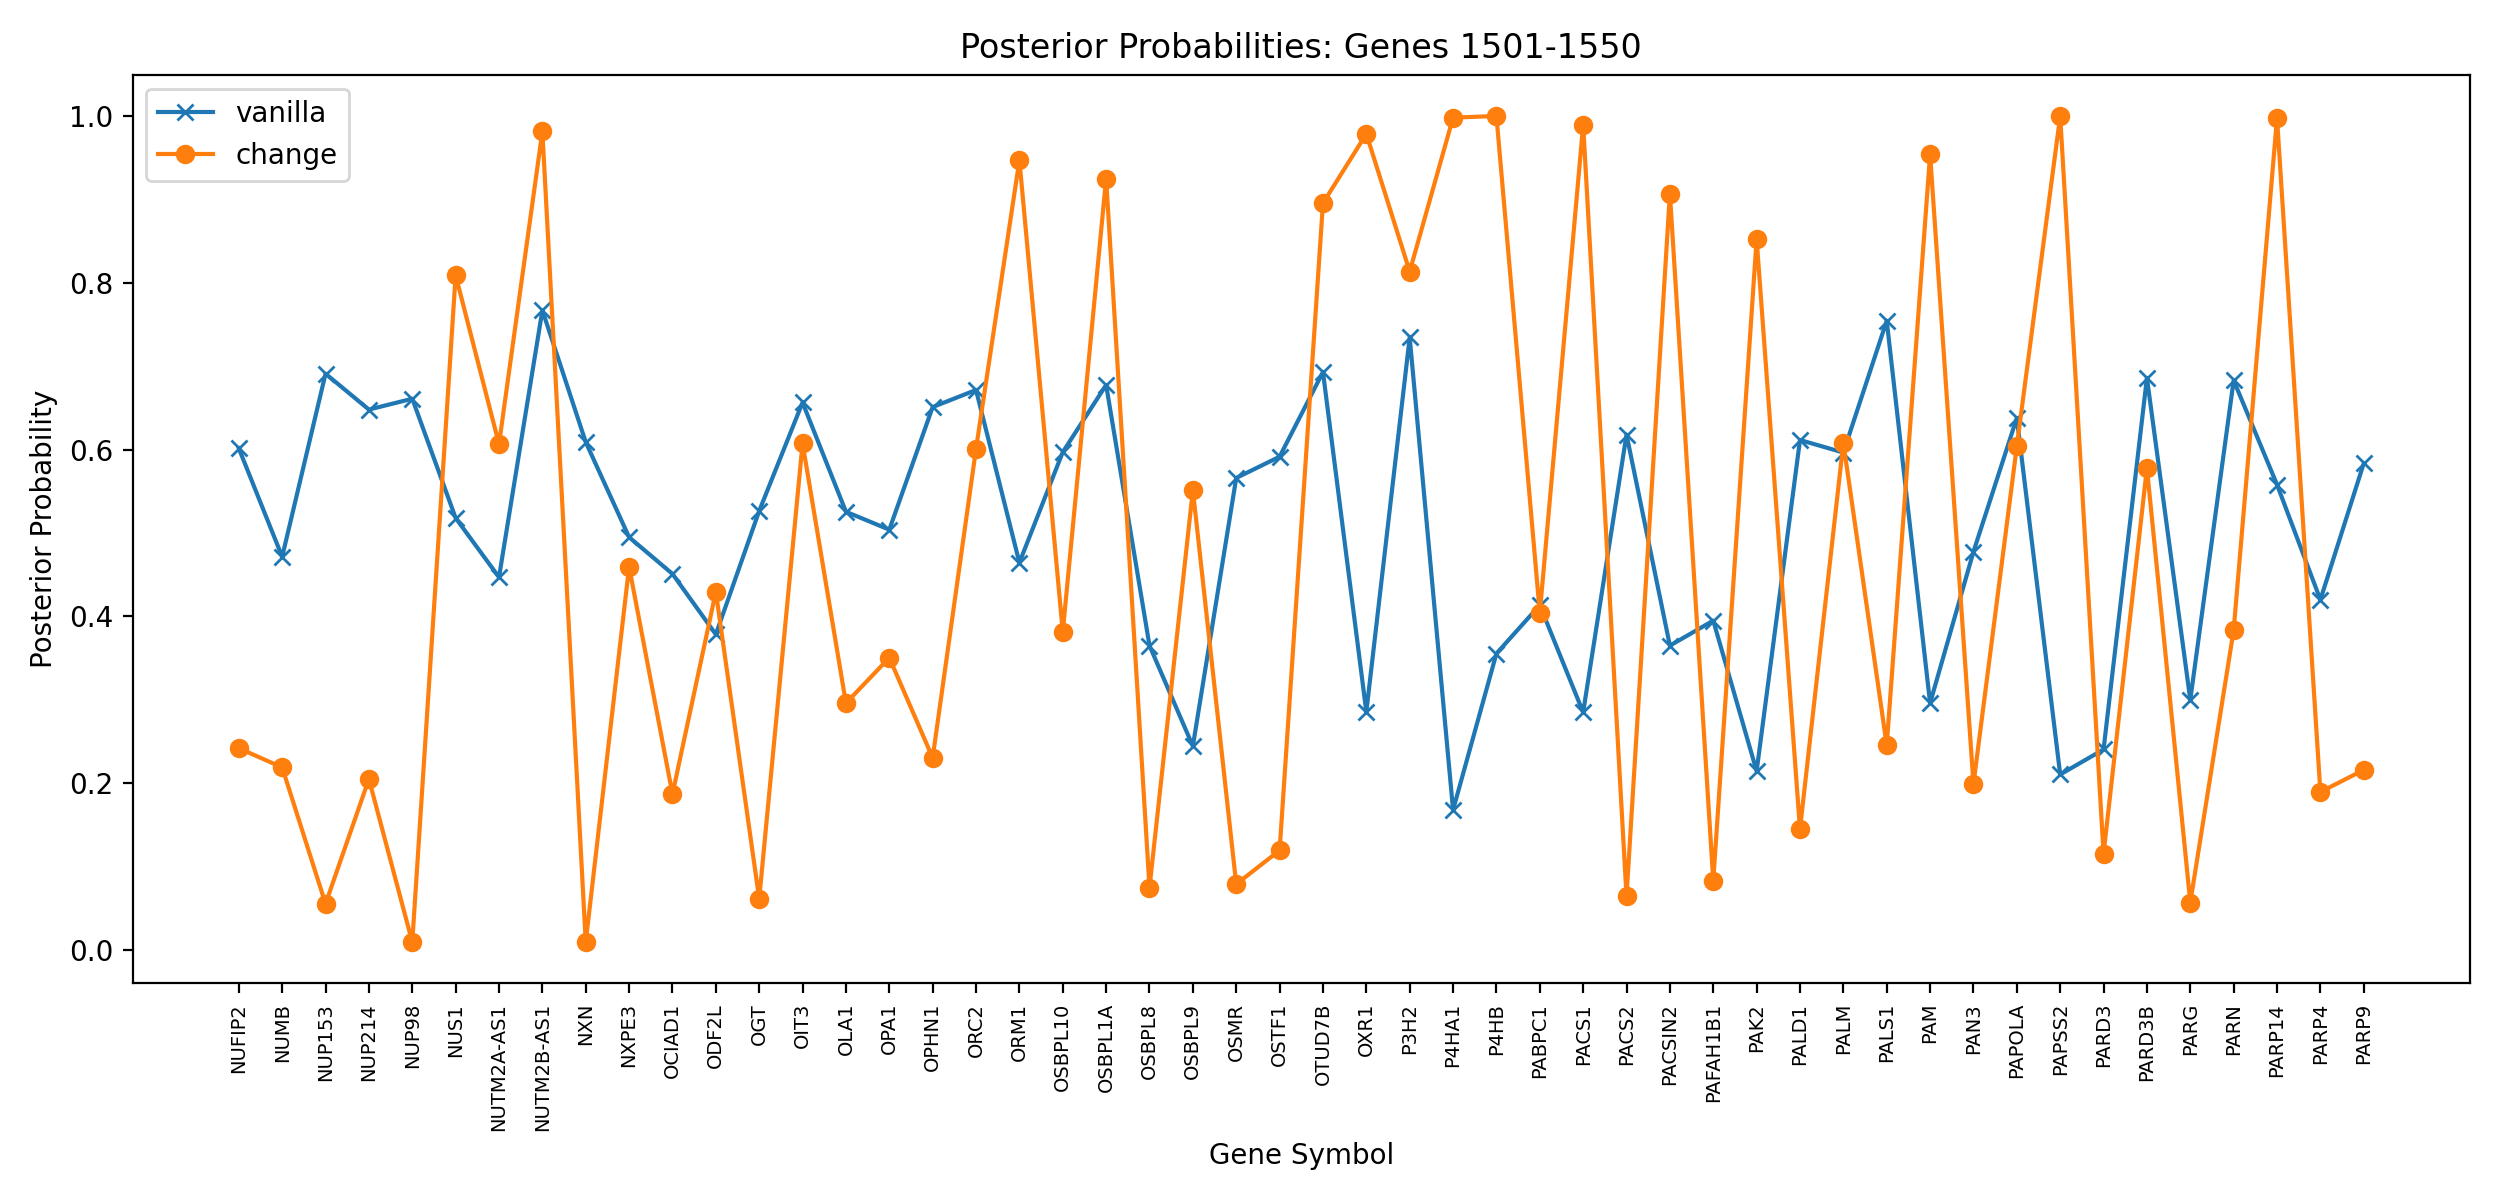 Posterior Probabilities: Genes 1501-1550
vanilla
change
Posterior Probability
1.0
0.8
0.6
0.4
0.2
0.0
NUFIP2
NUMB
NUP153
NUP214
NUP98
NUS1
NUTM2A-AS1
NUTM2B-AS1
NXN
NXPE3
OCIAD1
ODF2L
OGT
OIT3
OLA1
OPA1
OPHN1
ORC2
ORM1
OSBPL10
OSBPL1A
OSBPL8
OSBPL9
OSMR
OSTF1
OTUD7B
OXR1
P3H2
P4HA1
P4HB
PABPC1
PACS1
PACS2
PACSIN2
PAFAH1B1
PAK2
PALD1
PALM
PALS1
PAM
PAN3
PAPOLA
PAPSS2
PARD3
PARD3B
PARG
PARN
PARP14
PARP4
PARP9
Gene Symbol